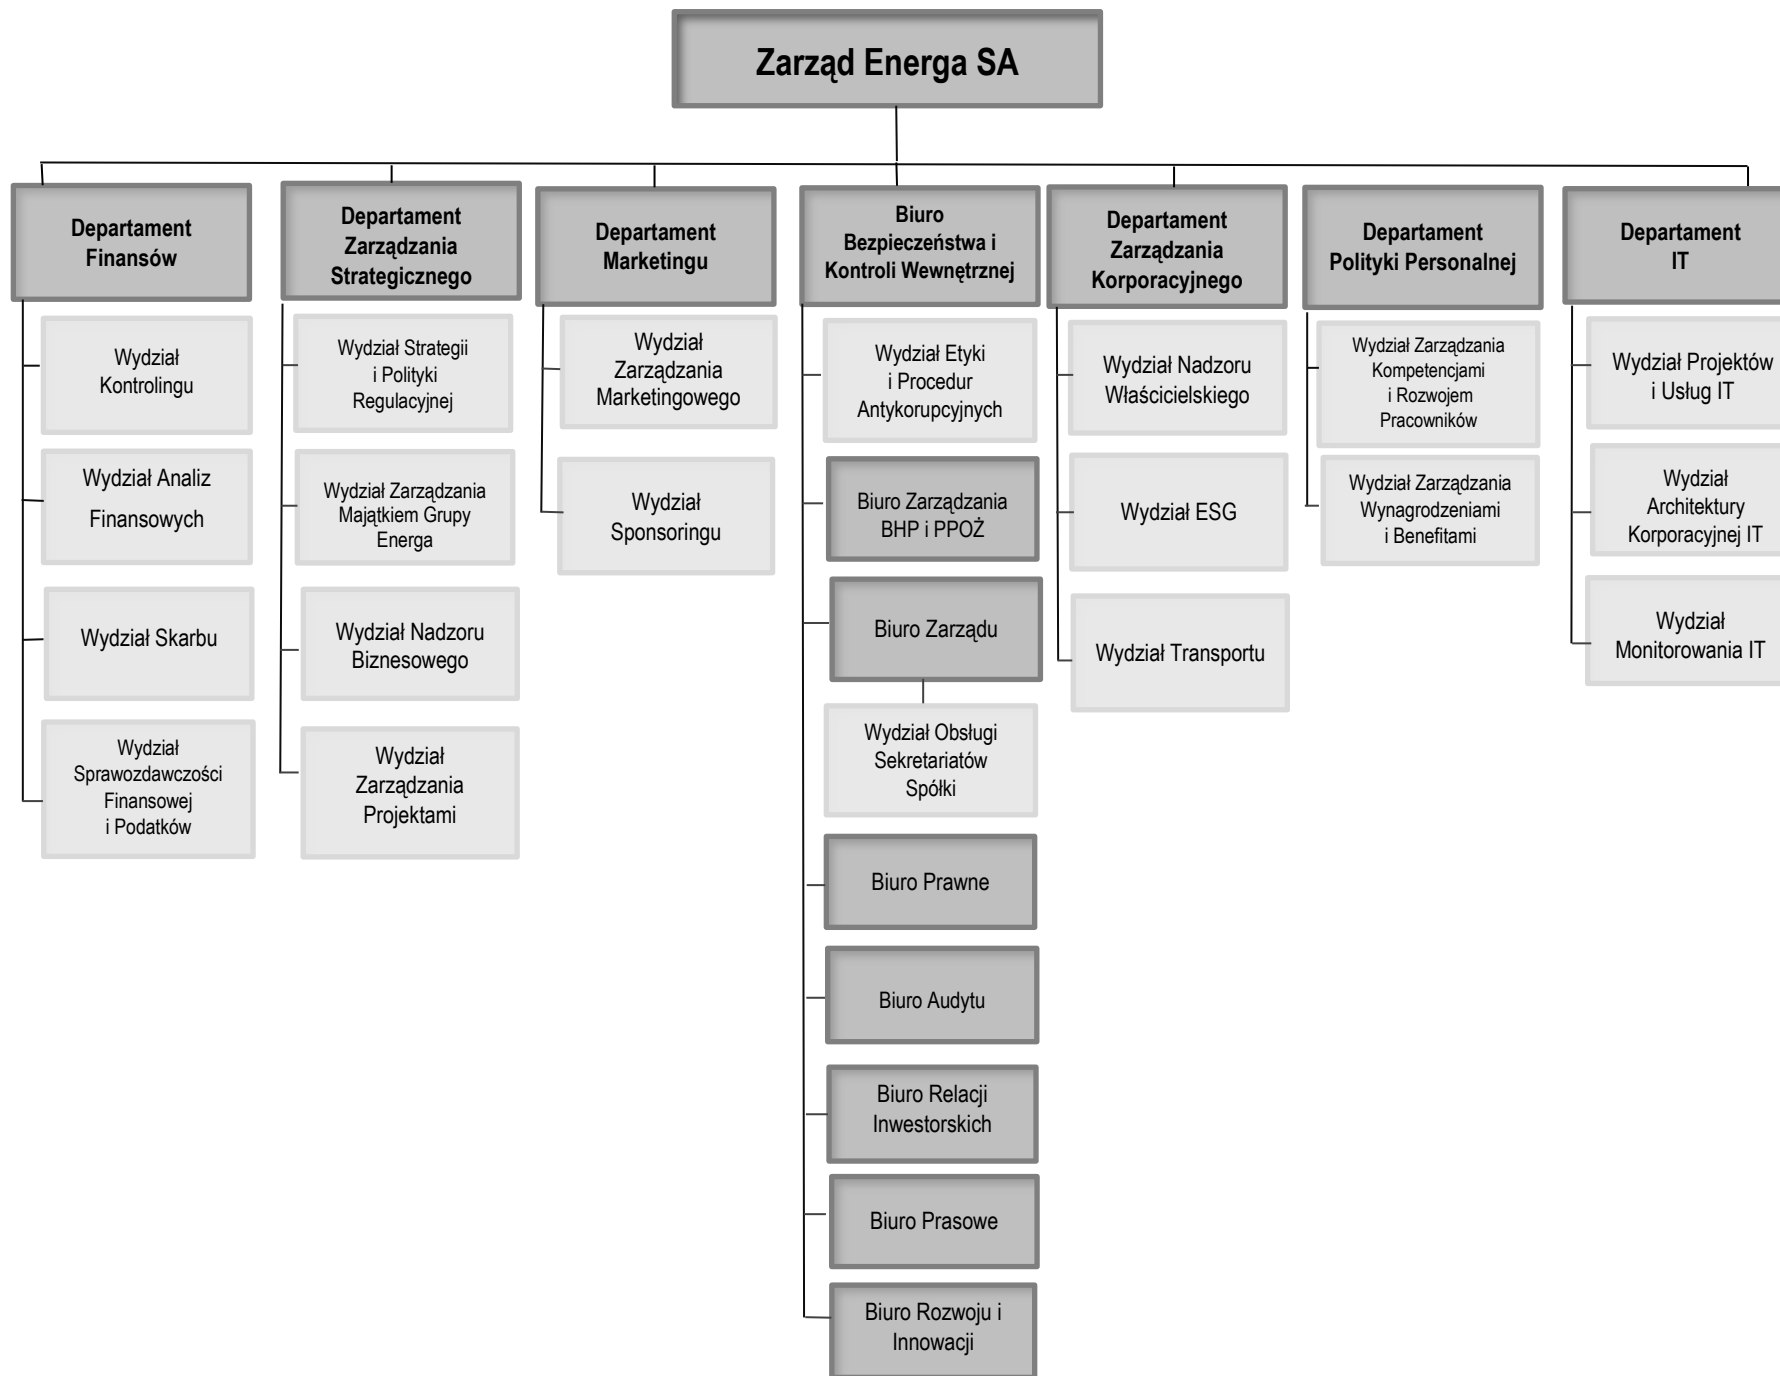 Zarząd Energa SA
Departament
Finansów
Departament
Zarządzania
Strategicznego
Departament
Marketingu
Biuro
Bezpieczeństwa i
Kontroli Wewnętrznej
Departament
Zarządzania
Korporacyjnego
Departament
Polityki Personalnej
Departament
IT
Wydział
Kontrolingu
Wydział Analiz
Finansowych
Wydział Skarbu
Wydział
Sprawozdawczości
Finansowej
i Podatków
Wydział Strategii
i Polityki
Regulacyjnej
Wydział Zarządzania
Majątkiem Grupy
Energa
Wydział Nadzoru
Biznesowego
Wydział
Zarządzania
Projektami
Wydział
Zarządzania
Marketingowego
Wydział
Sponsoringu
Wydział Etyki
i Procedur
Antykorupcyjnych
Biuro Zarządzania
BHP i PPOŻ
Biuro Zarządu
Wydział Obsługi
Sekretariatów
Spółki
Biuro Prawne
Biuro Audytu
Biuro Relacji
Inwestorskich
Biuro Prasowe
Biuro Rozwoju i
Innowacji
Wydział Nadzoru
Właścicielskiego
Wydział ESG
Wydział Transportu
Wydział Zarządzania
Kompetencjami
i Rozwojem
Pracowników
Wydział Zarządzania
Wynagrodzeniami
i Benefitami
Wydział Projektów
i Usług IT
Wydział
Architektury
Korporacyjnej IT
Wydział
Monitorowania IT